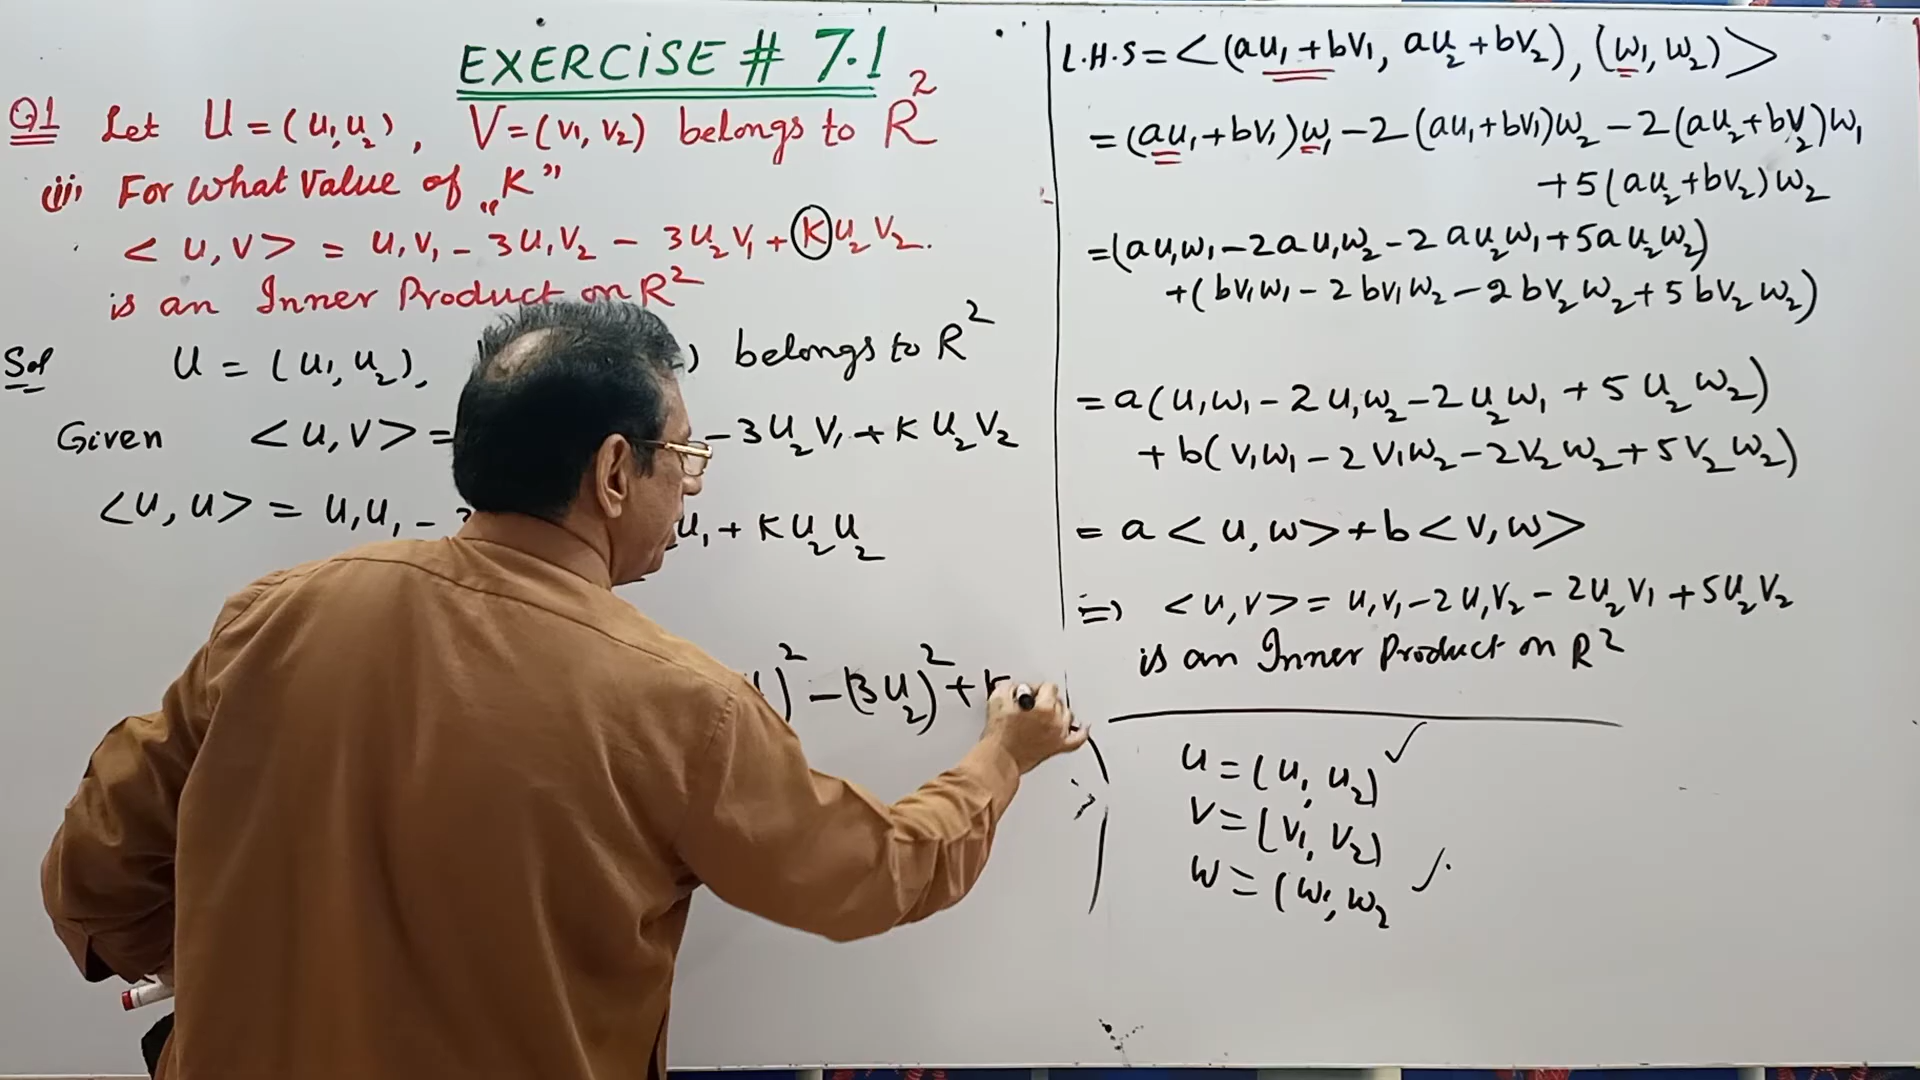 EXERCISE # 7.1
Q1 Let U = (u₁, u₂), V = (v₁, v₂) belongs to R²
(ii) For what value of „K”
< u, v > = u₁v₁ - 3u₁v₂ - 3u₂v₁ + K u₂v₂.
is an Inner Product on R²
Sol U = (u₁, u₂), ) belongs to R²
Given < u, v > = - 3u₂v₁ + K u₂v₂
< u, u > = u₁u₁ - u₁ + K u₂u₂
)² - (3u₂)² + K
L.H.S = < (au₁ + bv₁, au₂ + bv₂), (w₁, w₂) >
= (au₁ + bv₁)w₁ - 2(au₁ + bv₁)w₂ - 2(au₂ + bv₂)w₁
+ 5(au₂ + bv₂)w₂
= (au₁w₁ - 2au₁w₂ - 2au₂w₁ + 5au₂w₂)
+ (bv₁w₁ - 2bv₁w₂ - 2bv₂w₂ + 5bv₂w₂)
= a(u₁w₁ - 2u₁w₂ - 2u₂w₁ + 5u₂w₂)
+ b(v₁w₁ - 2v₁w₂ - 2v₂w₂ + 5v₂w₂)
= a < u, w > + b < v, w >
=> < u, v > = u₁v₁ - 2u₁v₂ - 2u₂v₁ + 5u₂v₂
is an Inner Product on R²
u = (u₁, u₂) ✓
v = (v₁, v₂)
w = (w₁, w₂